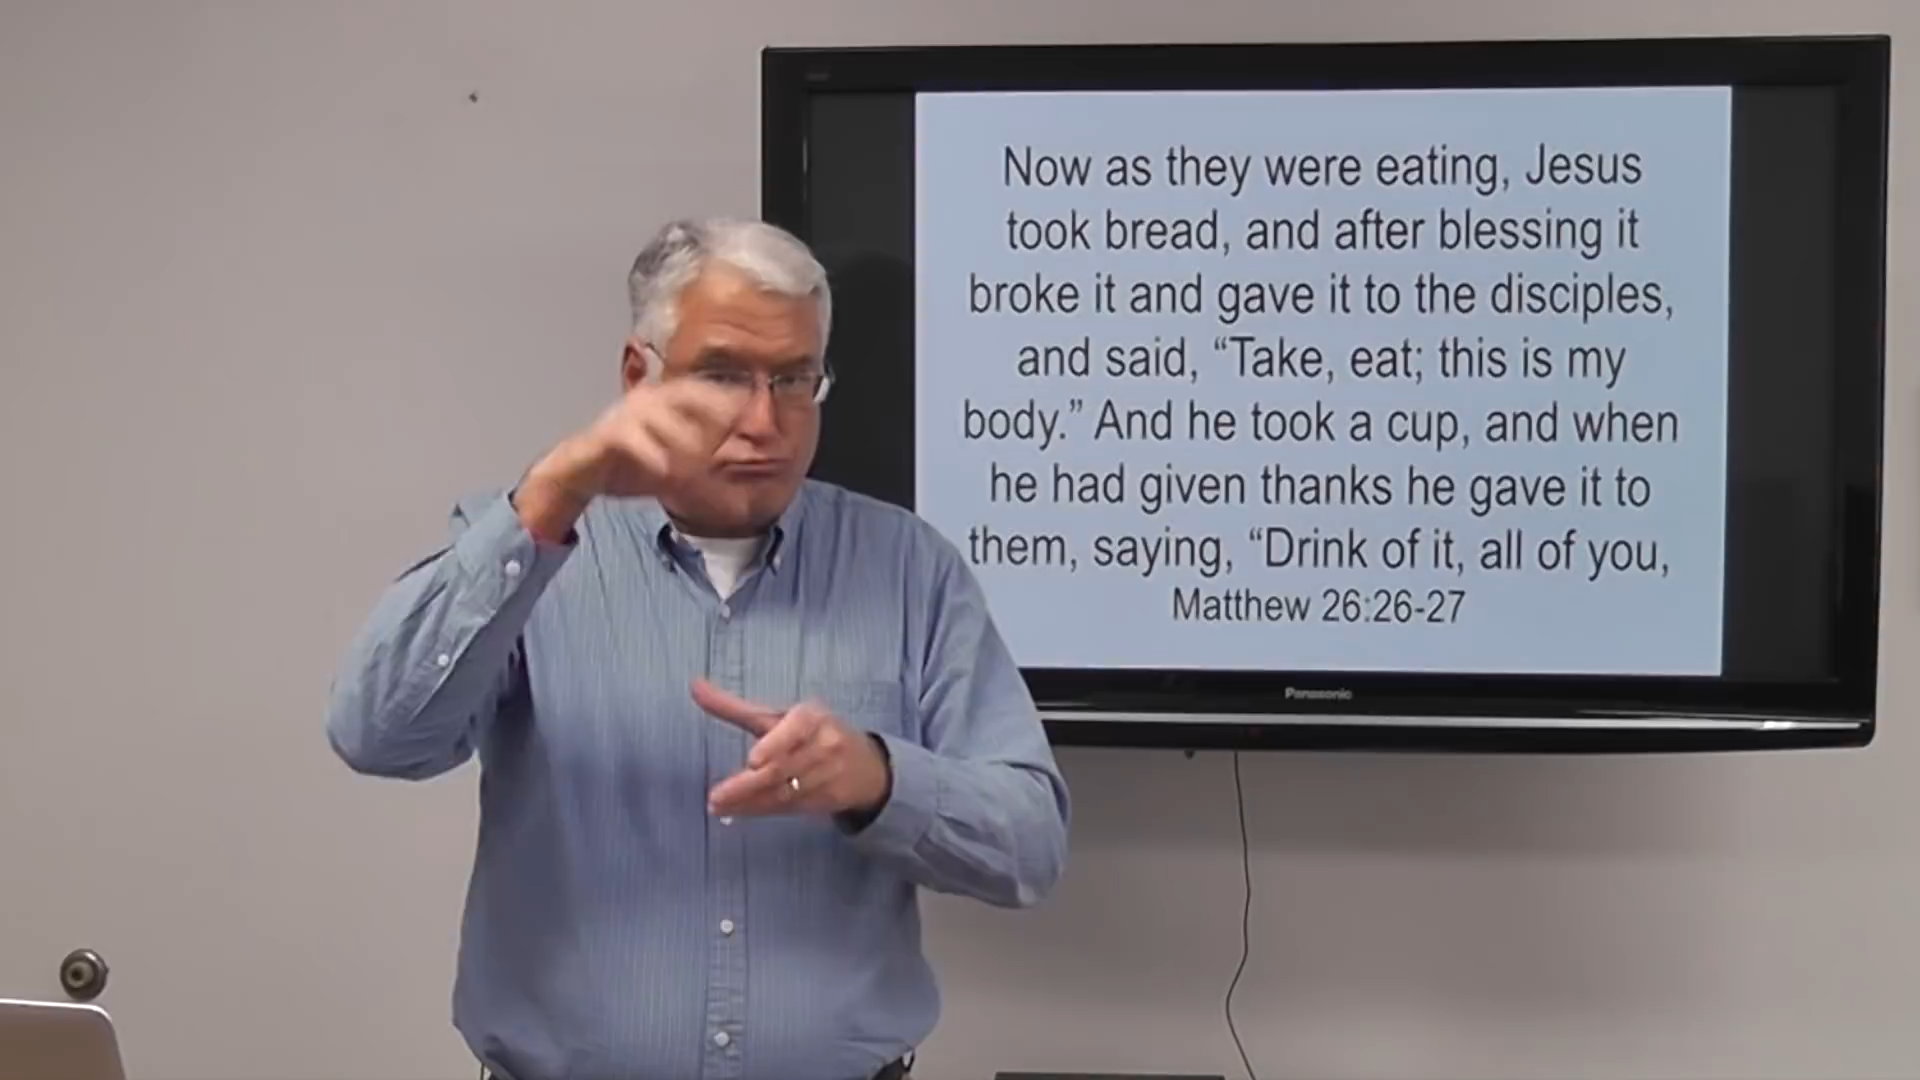 Now as they were eating, Jesus
took bread, and after blessing it
broke it and gave it to the disciples,
and said, “Take, eat; this is my
body.” And he took a cup, and when
he had given thanks he gave it to
them, saying, “Drink of it, all of you,
Matthew 26:26-27
Panasonic